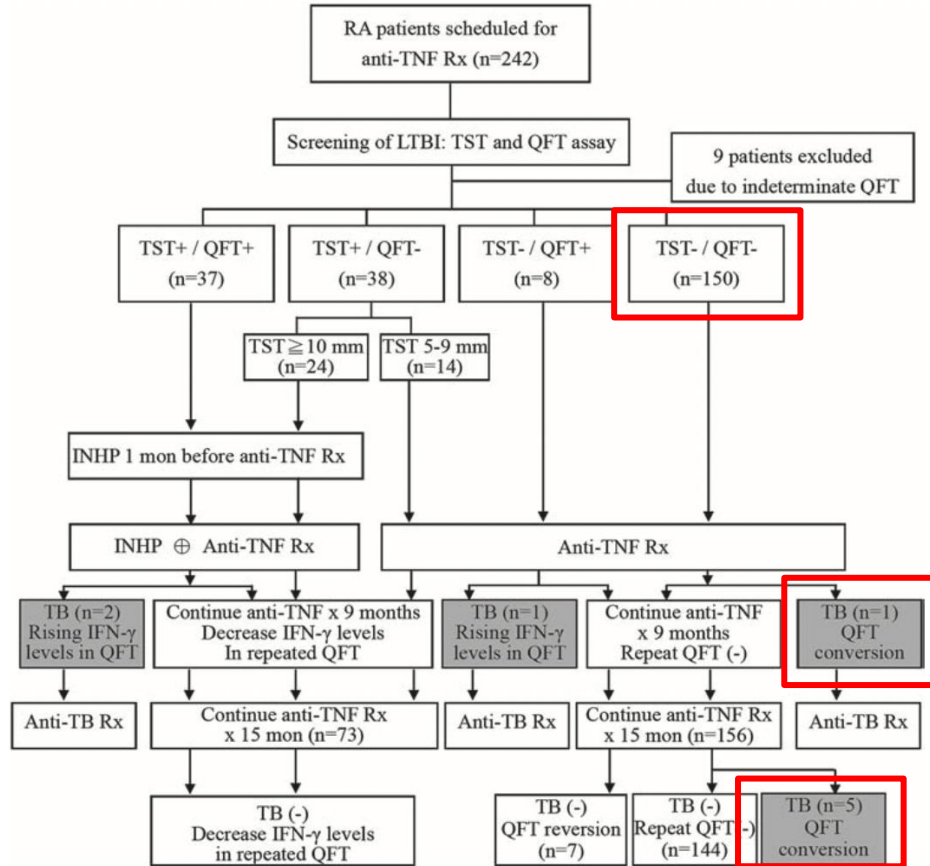 RA patients scheduled for
anti-TNF Rx (n=242)
Screening of LTBI: TST and QFT assay
9 patients excluded
due to indeterminate QFT
TST+ / QFT+
(n=37)
TST+ / QFT-
(n=38)
TST- / QFT+
(n=8)
TST- / QFT-
(n=150)
TST≧10 mm
(n=24)
TST 5-9 mm
(n=14)
INHP 1 mon before anti-TNF Rx
INHP ⊕ Anti-TNF Rx
Anti-TNF Rx
TB (n=2)
Rising IFN-γ
levels in QFT
Continue anti-TNF x 9 months
Decrease IFN-γ levels
In repeated QFT
TB (n=1)
Rising IFN-γ
levels in QFT
Continue anti-TNF
x 9 months
Repeat QFT (-)
TB (n=1)
QFT
conversion
Anti-TB Rx
Continue anti-TNF Rx
x 15 mon (n=73)
Anti-TB Rx
Continue anti-TNF Rx
x 15 mon (n=156)
Anti-TB Rx
TB (-)
Decrease IFN-γ levels
in repeated QFT
TB (-)
QFT reversion
(n=7)
TB (-)
Repeat QFT(-)
(n=144)
TB (n=5)
QFT
conversion